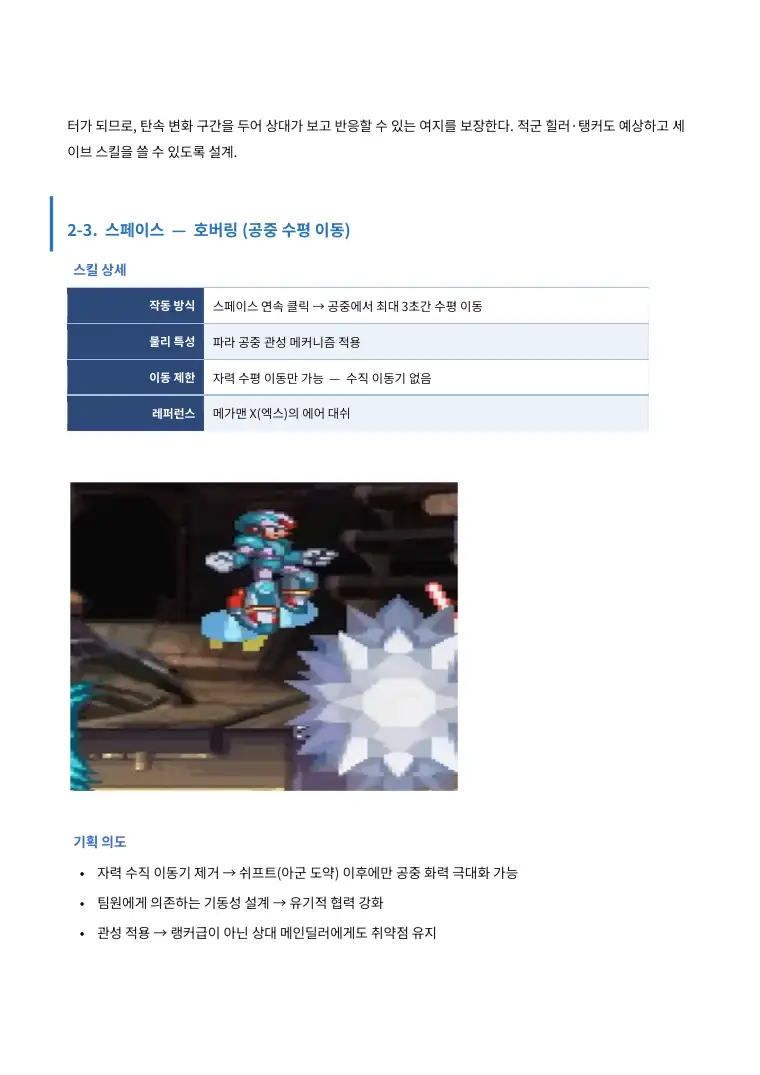 터가 되므로, 탄속 변화 구간을 두어 상대가 보고 반응할 수 있는 여지를 보장한다. 적군 힐러·탱커도 예상하고 세
이브 스킬을 쓸 수 있도록 설계.
2-3. 스페이스 — 호버링 (공중 수평 이동)
스킬 상세
작동 방식 스페이스 연속 클릭 → 공중에서 최대 3초간 수평 이동
물리 특성 파라 공중 관성 메커니즘 적용
이동 제한 자력 수평 이동만 가능 — 수직 이동기 없음
레퍼런스 메가맨 X(엑스)의 에어 대쉬
기획 의도
• 자력 수직 이동기 제거 → 쉬프트(아군 도약) 이후에만 공중 화력 극대화 가능
• 팀원에게 의존하는 기동성 설계 → 유기적 협력 강화
• 관성 적용 → 랭커급이 아닌 상대 메인딜러에게도 취약점 유지